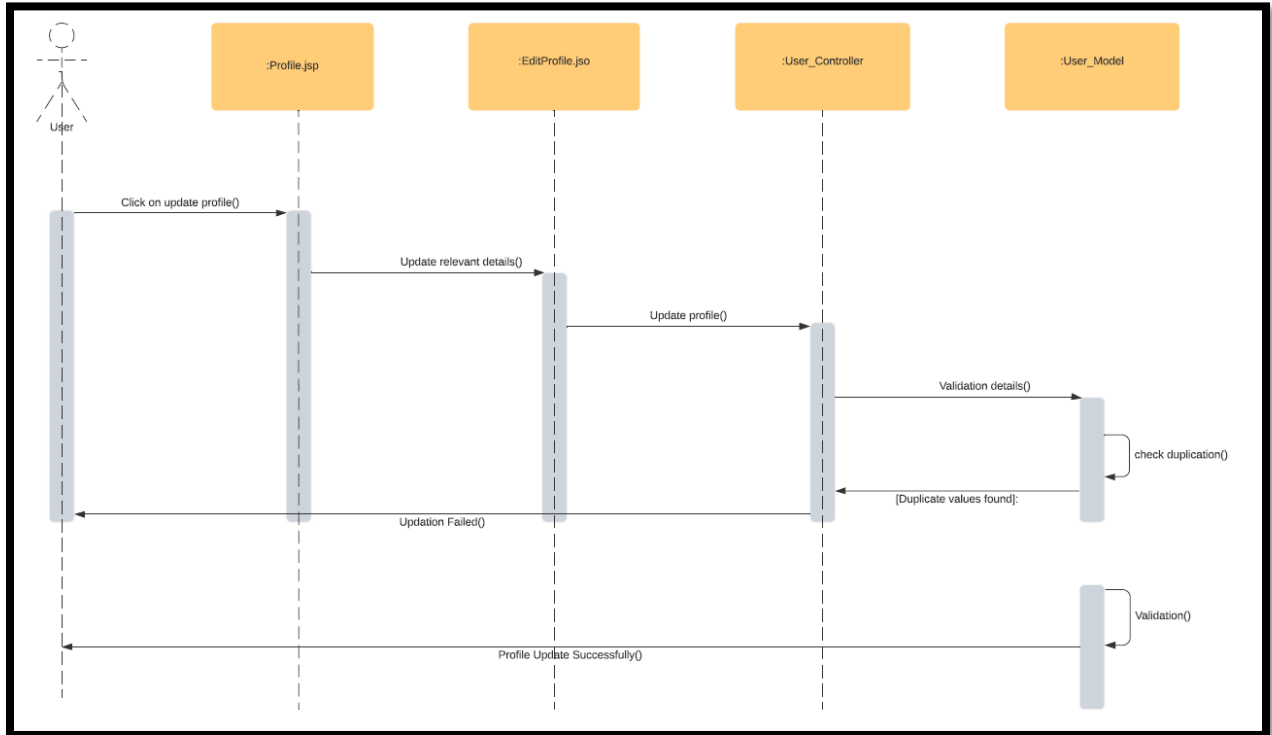 :Profile.jsp
:EditProfile.jso
:User_Controller
:User_Model
User
Click on update profile()
Update relevant details()
Update profile()
Validation details()
check duplication()
[Duplicate values found]:
Updation Failed()
Validation()
Profile Update Successfully()